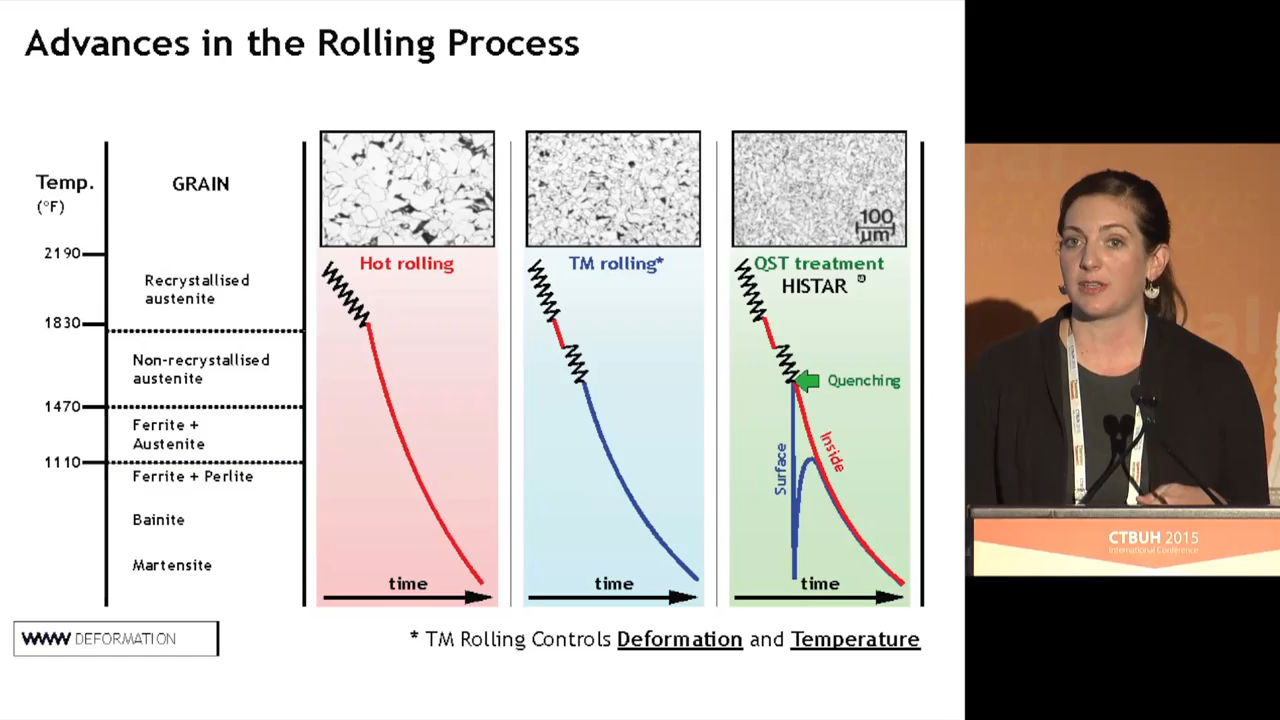 Advances in the Rolling Process
Temp.
(°F)
GRAIN
2190
Recrystallised
austenite
1830
Non-recrystallised
austenite
1470
Ferrite +
Austenite
1110
Ferrite + Perlite
Bainite
Martensite
Hot rolling
time
TM rolling*
time
100
µm
QST treatment
HISTAR ®
Quenching
Inside
Surface
time
DEFORMATION
* TM Rolling Controls Deformation and Temperature
CTBUH 2015
International Conference